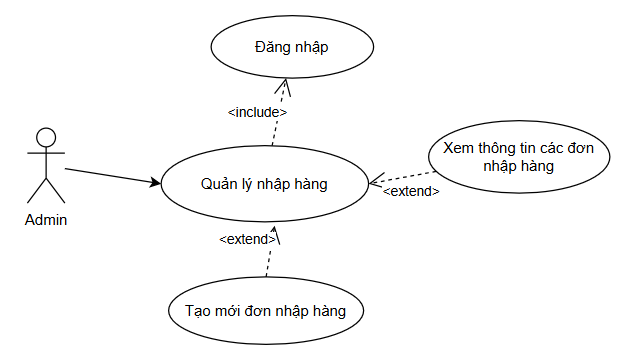 Đăng nhập
<include>
Xem thông tin các đơn
nhập hàng
Quản lý nhập hàng
<extend>
Admin
<extend>
Tạo mới đơn nhập hàng